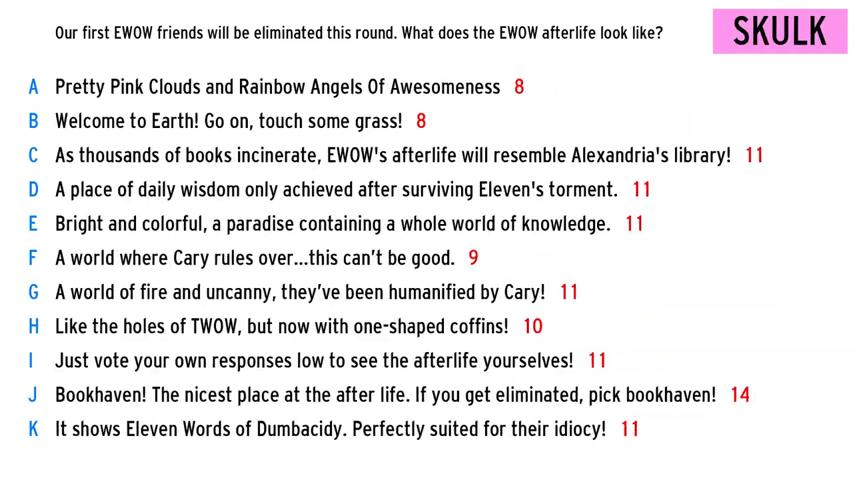 Our first EWOW friends will be eliminated this round. What does the EWOW afterlife look like?
SKULK
A Pretty Pink Clouds and Rainbow Angels Of Awesomeness 8
B Welcome to Earth! Go on, touch some grass! 8
C As thousands of books incinerate, EWOW's afterlife will resemble Alexandria's library! 11
D A place of daily wisdom only achieved after surviving Eleven's torment. 11
E Bright and colorful, a paradise containing a whole world of knowledge. 11
F A world where Cary rules over...this can't be good. 9
G A world of fire and uncanny, they've been humanified by Cary! 11
H Like the holes of TWOW, but now with one-shaped coffins! 10
I Just vote your own responses low to see the afterlife yourselves! 11
J Bookhaven! The nicest place at the after life. If you get eliminated, pick bookhaven! 14
K It shows Eleven Words of Dumbacidy. Perfectly suited for their idiocy! 11